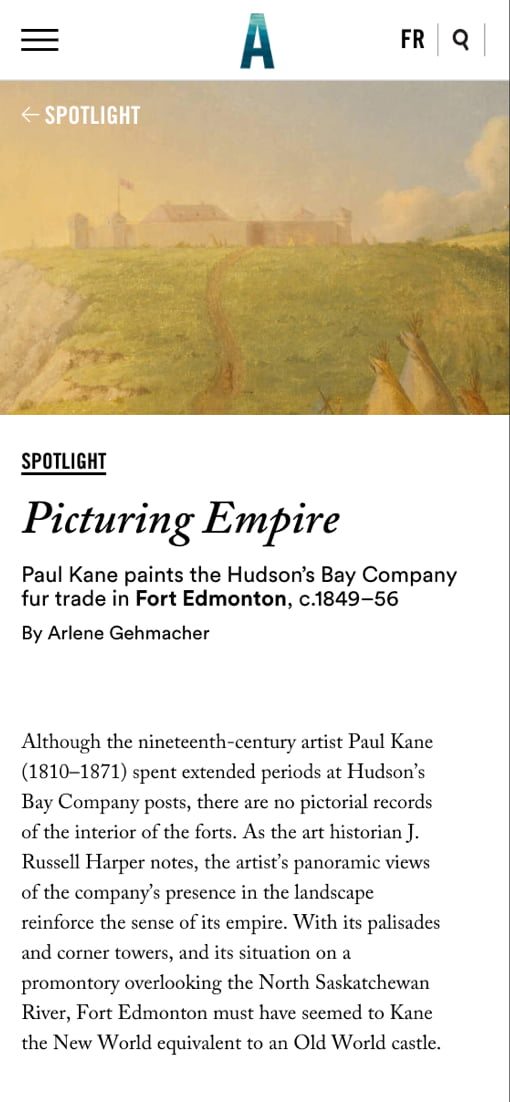 A
FR
← SPOTLIGHT
SPOTLIGHT
Picturing Empire
Paul Kane paints the Hudson’s Bay Company
fur trade in Fort Edmonton, c.1849–56
By Arlene Gehmacher
Although the nineteenth-century artist Paul Kane
(1810–1871) spent extended periods at Hudson’s
Bay Company posts, there are no pictorial records
of the interior of the forts. As the art historian J.
Russell Harper notes, the artist’s panoramic views
of the company’s presence in the landscape
reinforce the sense of its empire. With its palisades
and corner towers, and its situation on a
promontory overlooking the North Saskatchewan
River, Fort Edmonton must have seemed to Kane
the New World equivalent to an Old World castle.